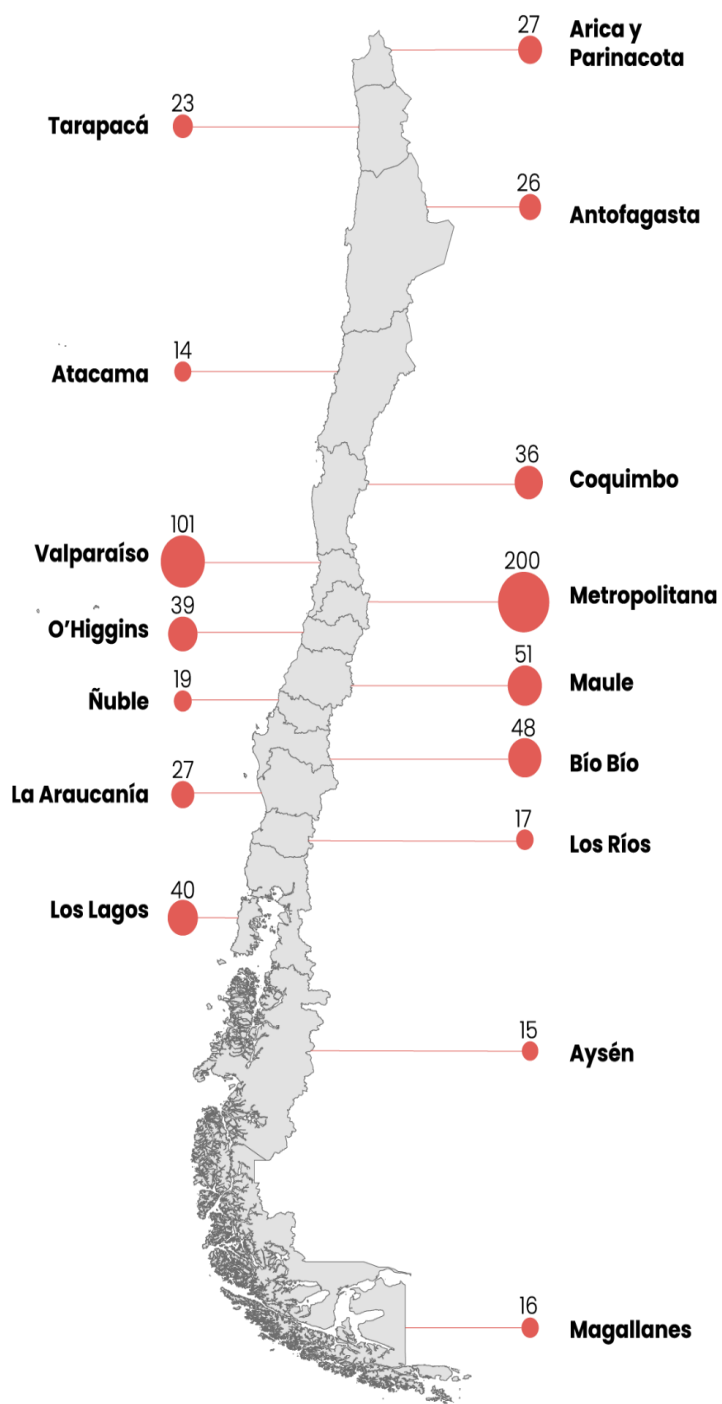 27
Arica y
Parinacota
23
Tarapacá
26
Antofagasta
14
Atacama
36
Coquimbo
101
Valparaíso
200
Metropolitana
39
O'Higgins
51
Maule
19
Ñuble
48
Bío Bío
27
La Araucanía
17
Los Ríos
40
Los Lagos
15
Aysén
16
Magallanes